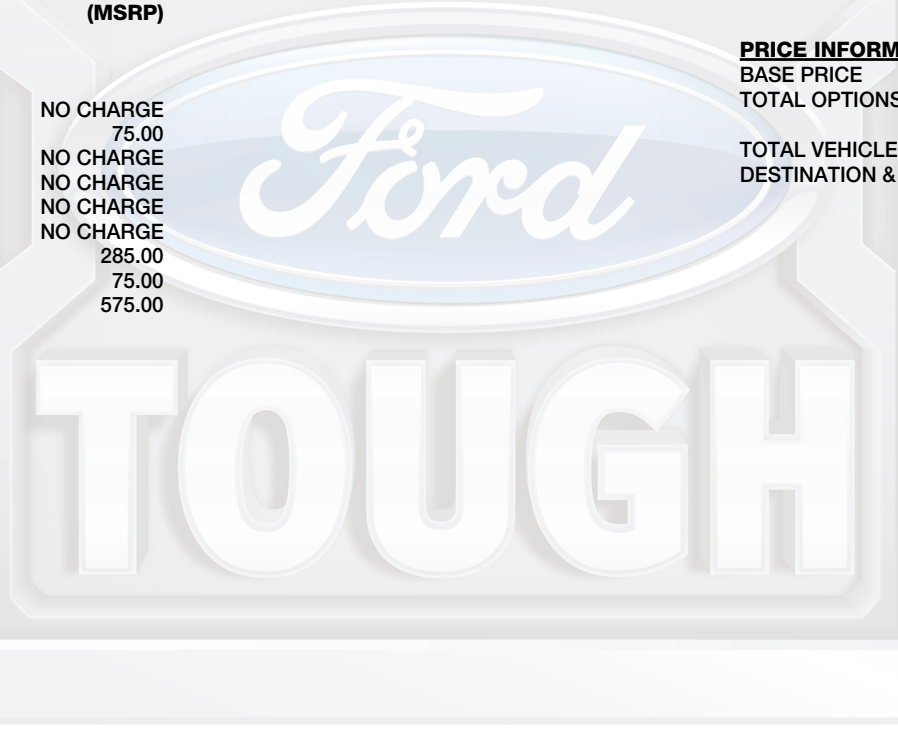 (MSRP)
NO CHARGE
75.00
NO CHARGE
NO CHARGE
NO CHARGE
NO CHARGE
285.00
75.00
575.00
PRICE INFORM
BASE PRICE
TOTAL OPTIONS
TOTAL VEHICLE
DESTINATION &
Ford
TOUGH